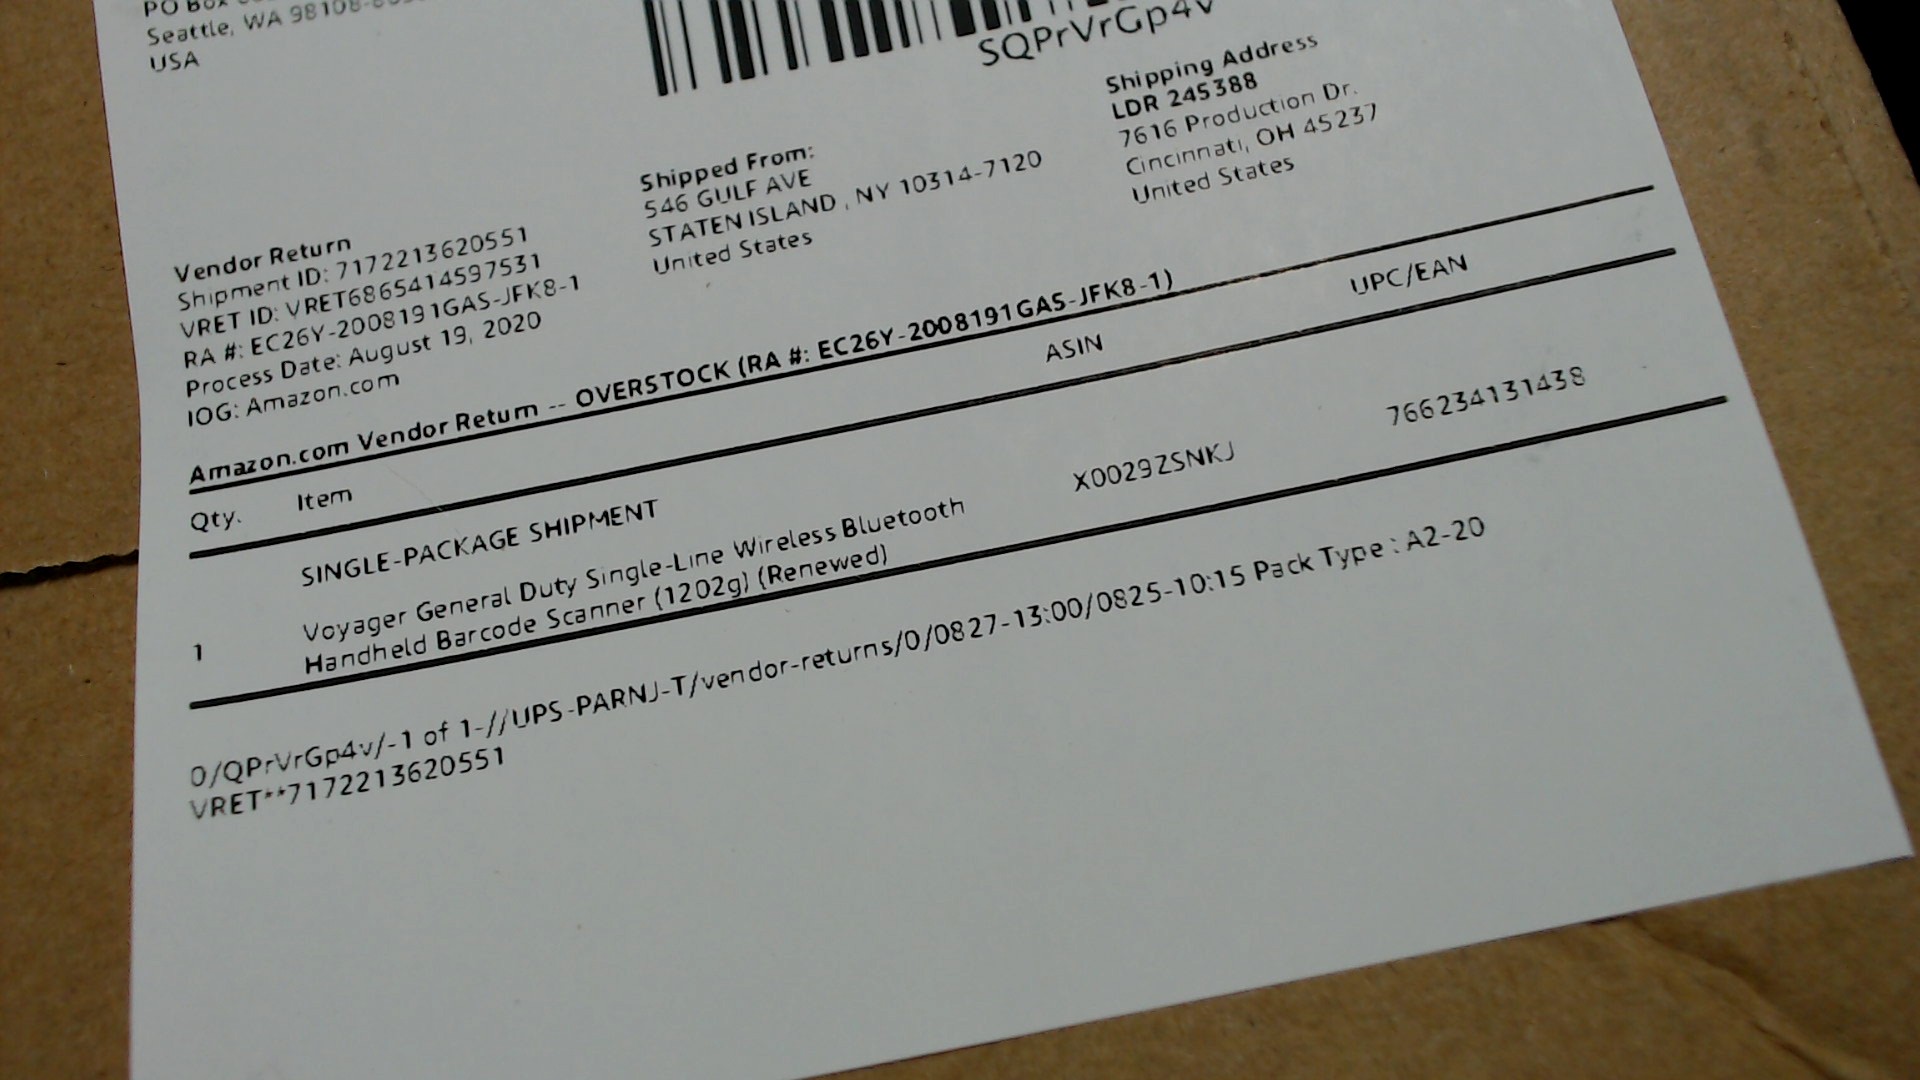 PO Box
Seattle, WA
USA
SQPrVrGp4v
Shipping Address
LDR 245388
7616 Production Dr.
Cincinnati, OH 45237
United States
Shipped From:
546 GULF AVE
STATEN ISLAND , NY 10314-7120
United States
Vendor Return
Shipment ID: 7172213620551
VRET ID: VRET6865414597531
RA #: EC26Y-2008191GAS-JFK8-1
Process Date: August 19, 2020
IOG: Amazon.com
Amazon.com Vendor Return -- OVERSTOCK (RA #: EC26Y-2008191GAS-JFK8-1)
Qty. Item ASIN UPC/EAN
SINGLE-PACKAGE SHIPMENT
1 Voyager General Duty Single-Line Wireless Bluetooth X0029ZSNKJ 766234131438
Handheld Barcode Scanner (1202g) (Renewed)
0/QPrVrGp4v/-1 of 1-//UPS-PARNJ-T/vendor-returns/0/0827-13:00/0825-10:15 Pack Type : A2-20
VRET**7172213620551